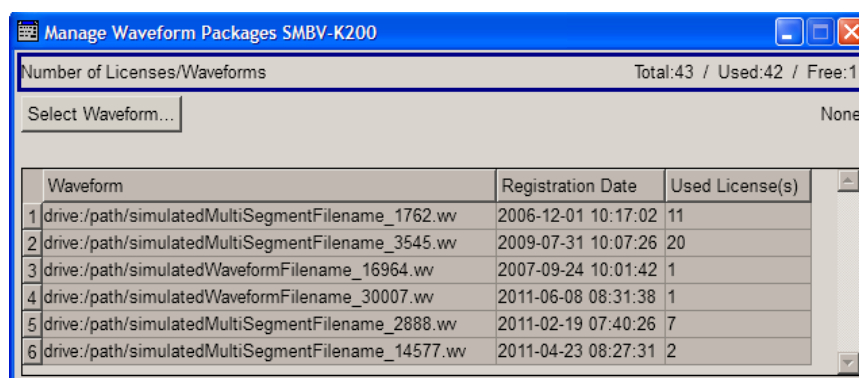 Manage Waveform Packages SMBV-K200
Number of Licenses/Waveforms Total:43 / Used:42 / Free:1
Select Waveform... None
Waveform Registration Date Used License(s)
1 drive:/path/simulatedMultiSegmentFilename_1762.wv 2006-12-01 10:17:02 11
2 drive:/path/simulatedMultiSegmentFilename_3545.wv 2009-07-31 10:07:26 20
3 drive:/path/simulatedWaveformFilename_16964.wv 2007-09-24 10:01:42 1
4 drive:/path/simulatedWaveformFilename_30007.wv 2011-06-08 08:31:38 1
5 drive:/path/simulatedMultiSegmentFilename_2888.wv 2011-02-19 07:40:26 7
6 drive:/path/simulatedMultiSegmentFilename_14577.wv 2011-04-23 08:27:31 2